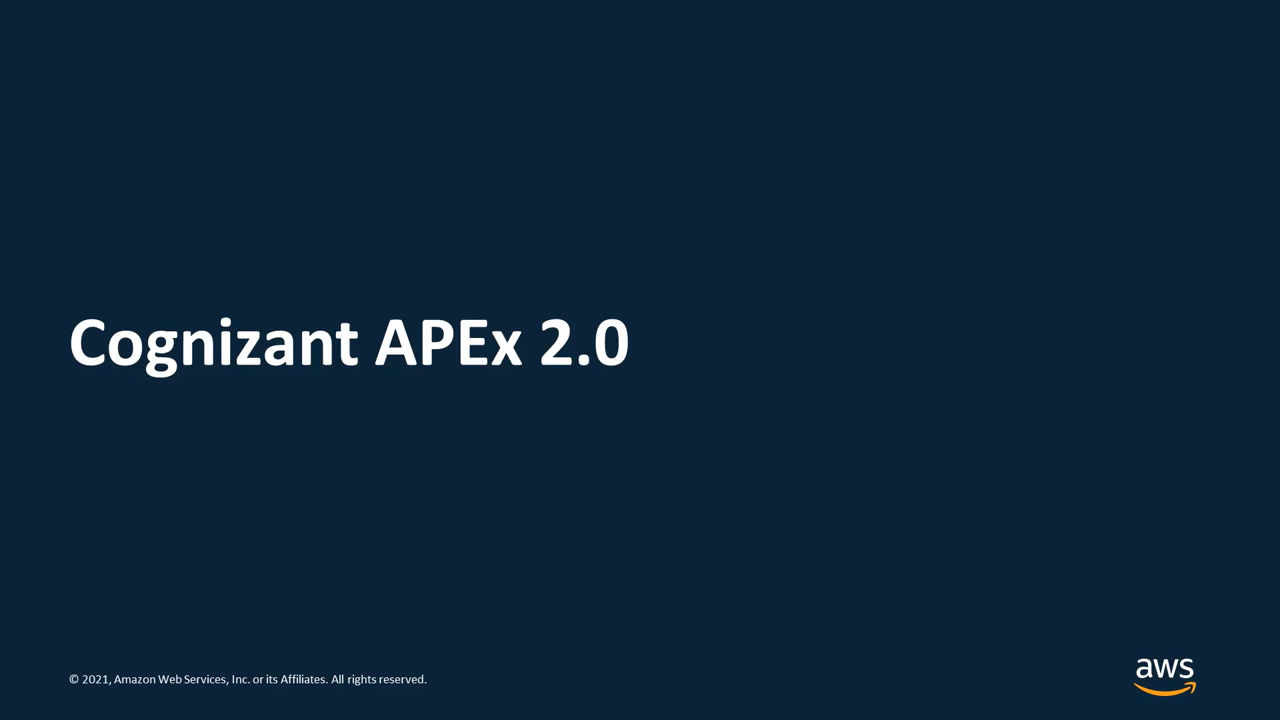 Cognizant APEx 2.0
© 2021, Amazon Web Services, Inc. or its Affiliates. All rights reserved.
aws